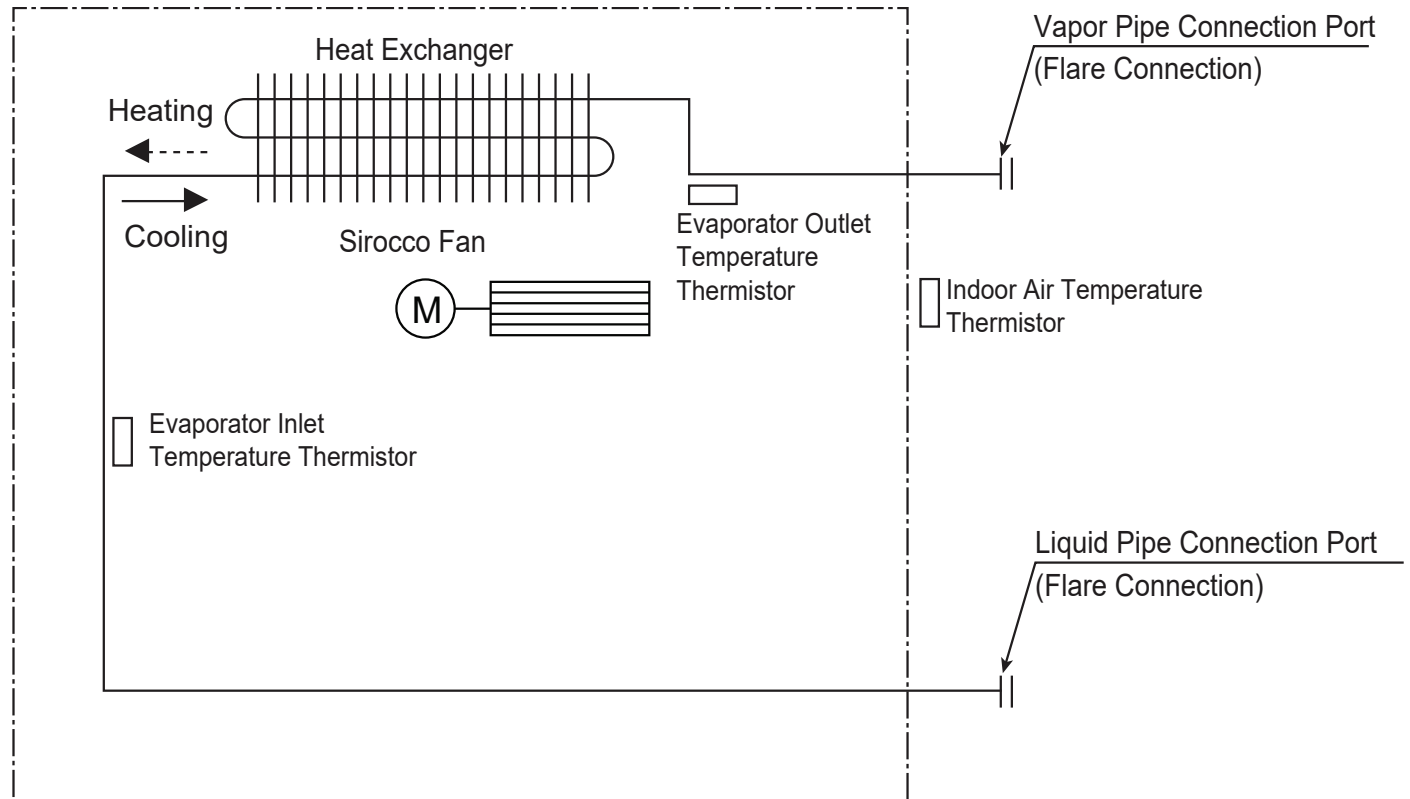 Vapor Pipe Connection Port
(Flare Connection)
Heat Exchanger
Heating
Cooling
Sirocco Fan
M
Evaporator Outlet
Temperature
Thermistor
Indoor Air Temperature
Thermistor
Evaporator Inlet
Temperature Thermistor
Liquid Pipe Connection Port
(Flare Connection)